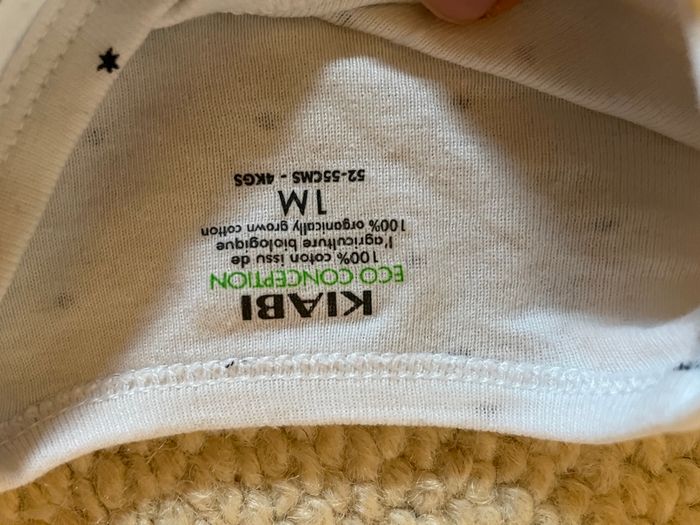 KIABI
ECO CONCEPTION
100% coton issu de
l'agriculture biologique
100% organically grown cotton
1M
52-55CMS - 4KGS